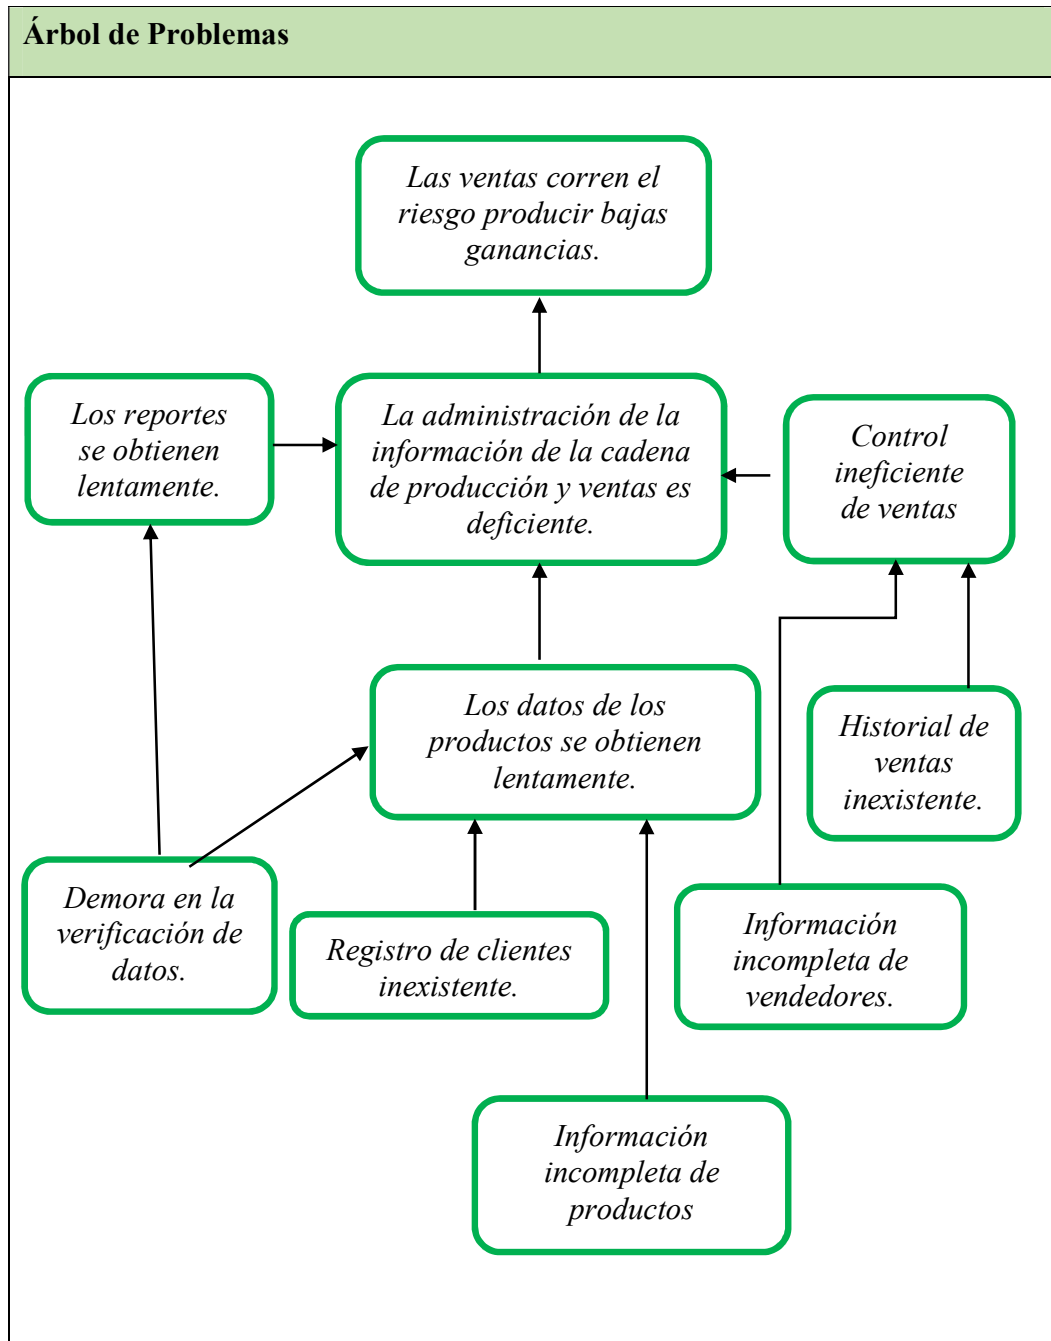 Árbol de Problemas
Las ventas corren el
riesgo producir bajas
ganancias.
Los reportes
se obtienen
lentamente.
La administración de la
información de la cadena
de producción y ventas es
deficiente.
Control
ineficiente
de ventas
Los datos de los
productos se obtienen
lentamente.
Historial de
ventas
inexistente.
Demora en la
verificación de
datos.
Registro de clientes
inexistente.
Información
incompleta de
vendedores.
Información
incompleta de
productos